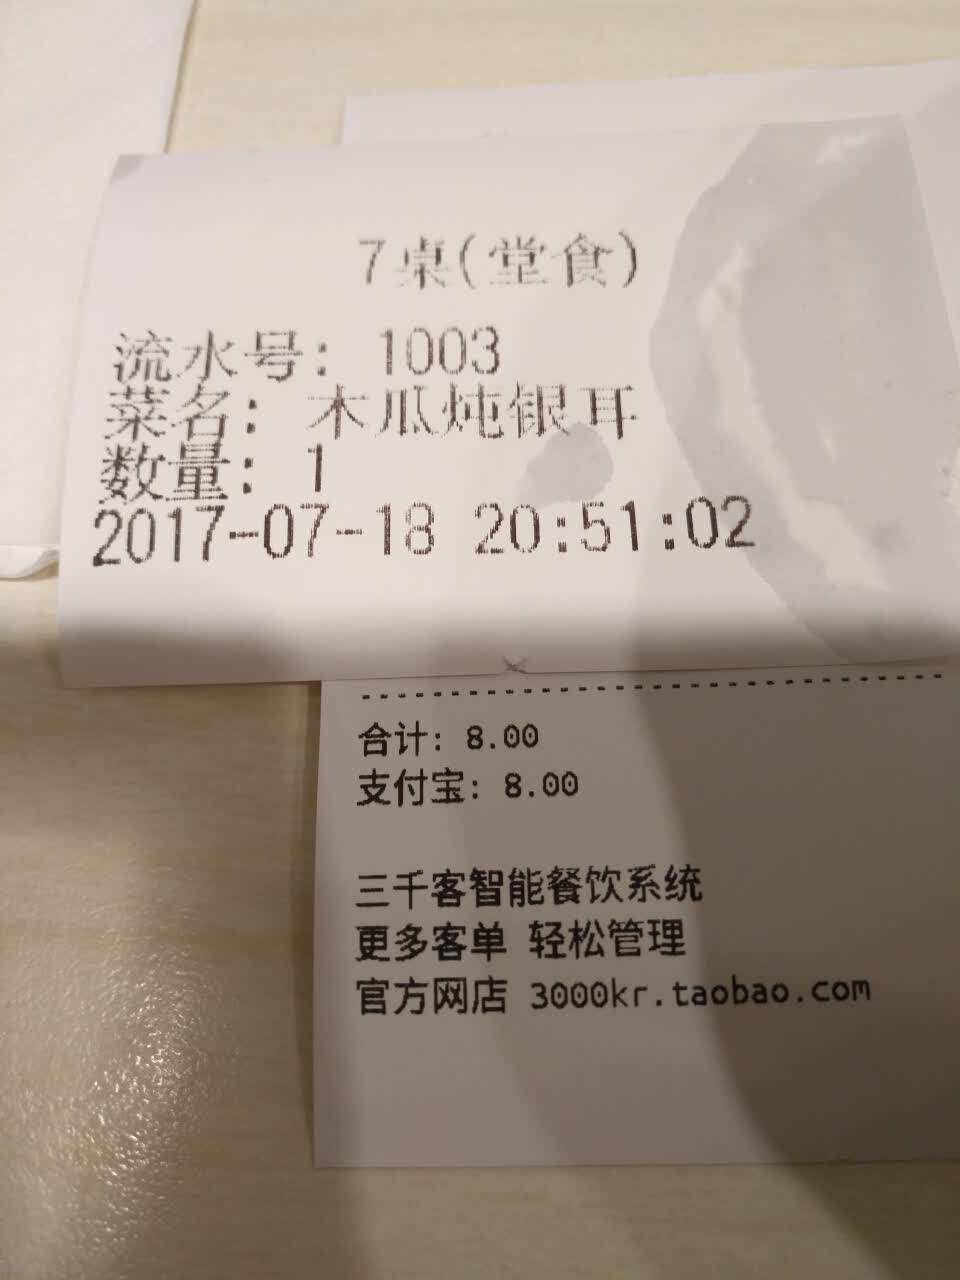 7桌(堂食)
流水号: 1003
菜名: 木瓜炖银耳
数量: 1
2017-07-18 20:51:02
合计: 8.00
支付宝: 8.00
三千客智能餐饮系统
更多客单 轻松管理
官方网店 3000kr.taobao.com